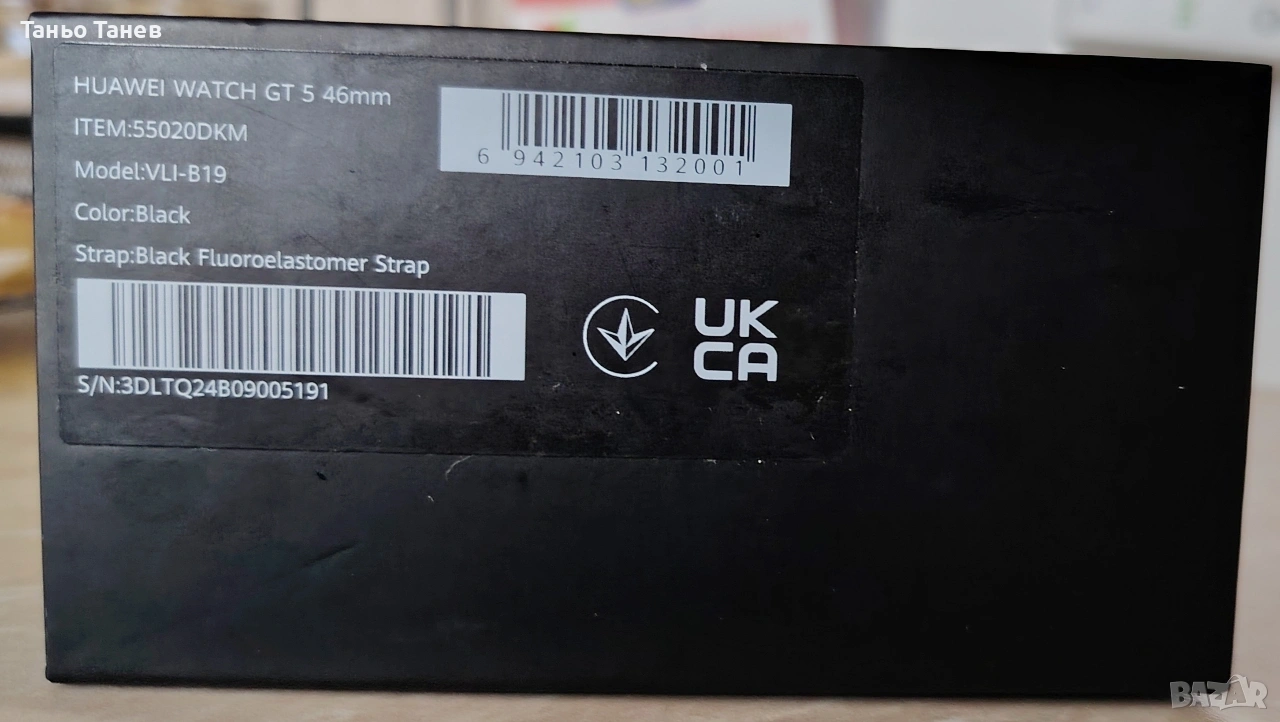 Таньо Танев
HUAWEI WATCH GT 5 46mm
ITEM:55020DKM
Model:VLI-B19
Color:Black
Strap:Black Fluoroelastomer Strap
6 942103 132001
S/N:3DLTQ24B09005191
UK
CA
BAZAR